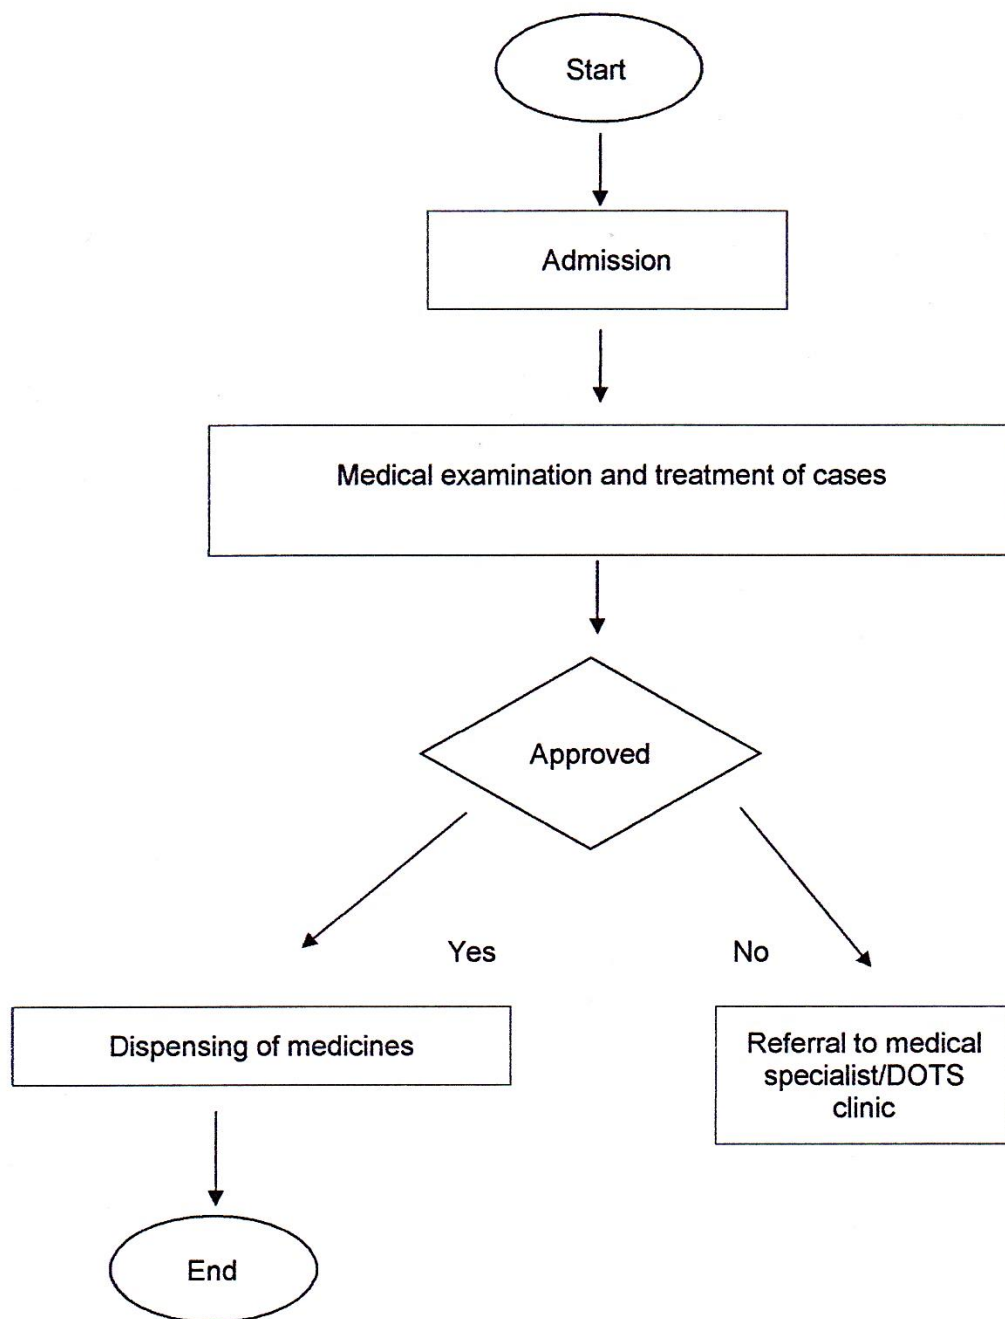 Start
Admission
Medical examination and treatment of cases
Approved
Yes
No
Dispensing of medicines
Referral to medical
specialist/DOTS
clinic
End